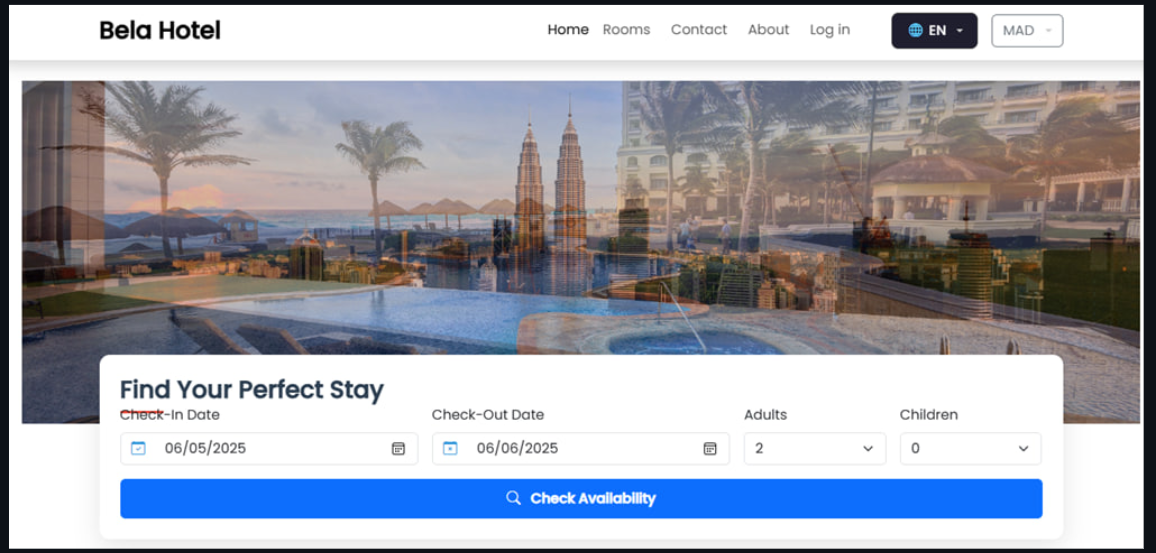 Bela Hotel
Home Rooms Contact About Log in EN MAD
Find Your Perfect Stay
Check-In Date Check-Out Date Adults Children
06/05/2025 06/06/2025 2 0
Check Availability